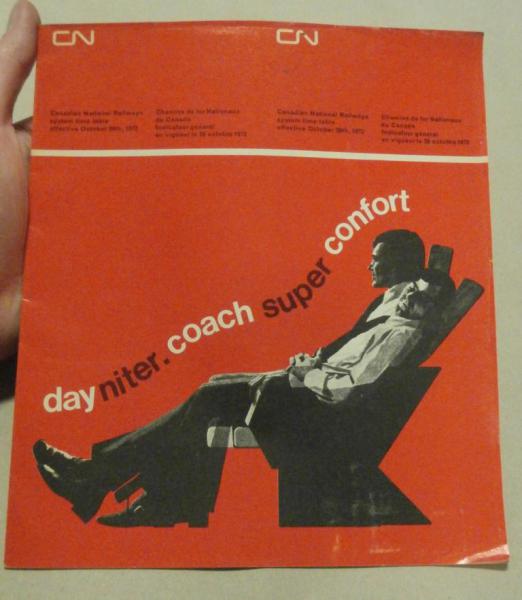 CN
CN
Canadian National Railways
system time table
effective October 29th, 1972
Chemins de fer Nationaux
du Canada
Indicateur général
en vigueur le 29 octobre 1972
Canadian National Railways
system time table
effective October 29th, 1972
Chemins de fer Nationaux
du Canada
Indicateur général
en vigueur le 29 octobre 1972
dayniter. coach super confort